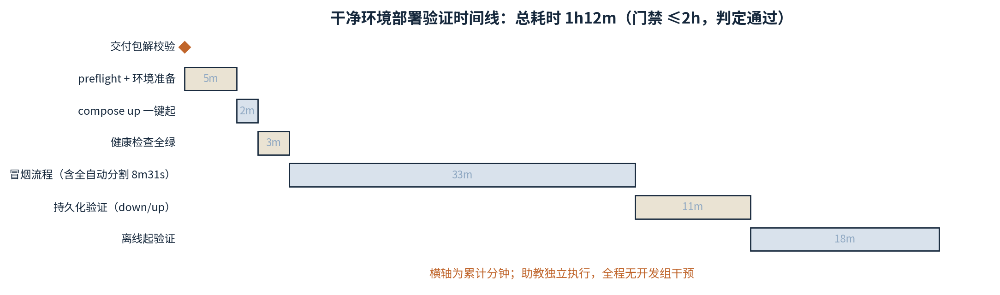 干净环境部署验证时间线：总耗时 1h12m（门禁 ≤2h，判定通过）
交付包解校验
preflight + 环境准备
5m
compose up 一键起
2m
健康检查全绿
3m
冒烟流程（含全自动分割 8m31s）
33m
持久化验证（down/up）
11m
离线起验证
18m
横轴为累计分钟；助教独立执行，全程无开发组干预